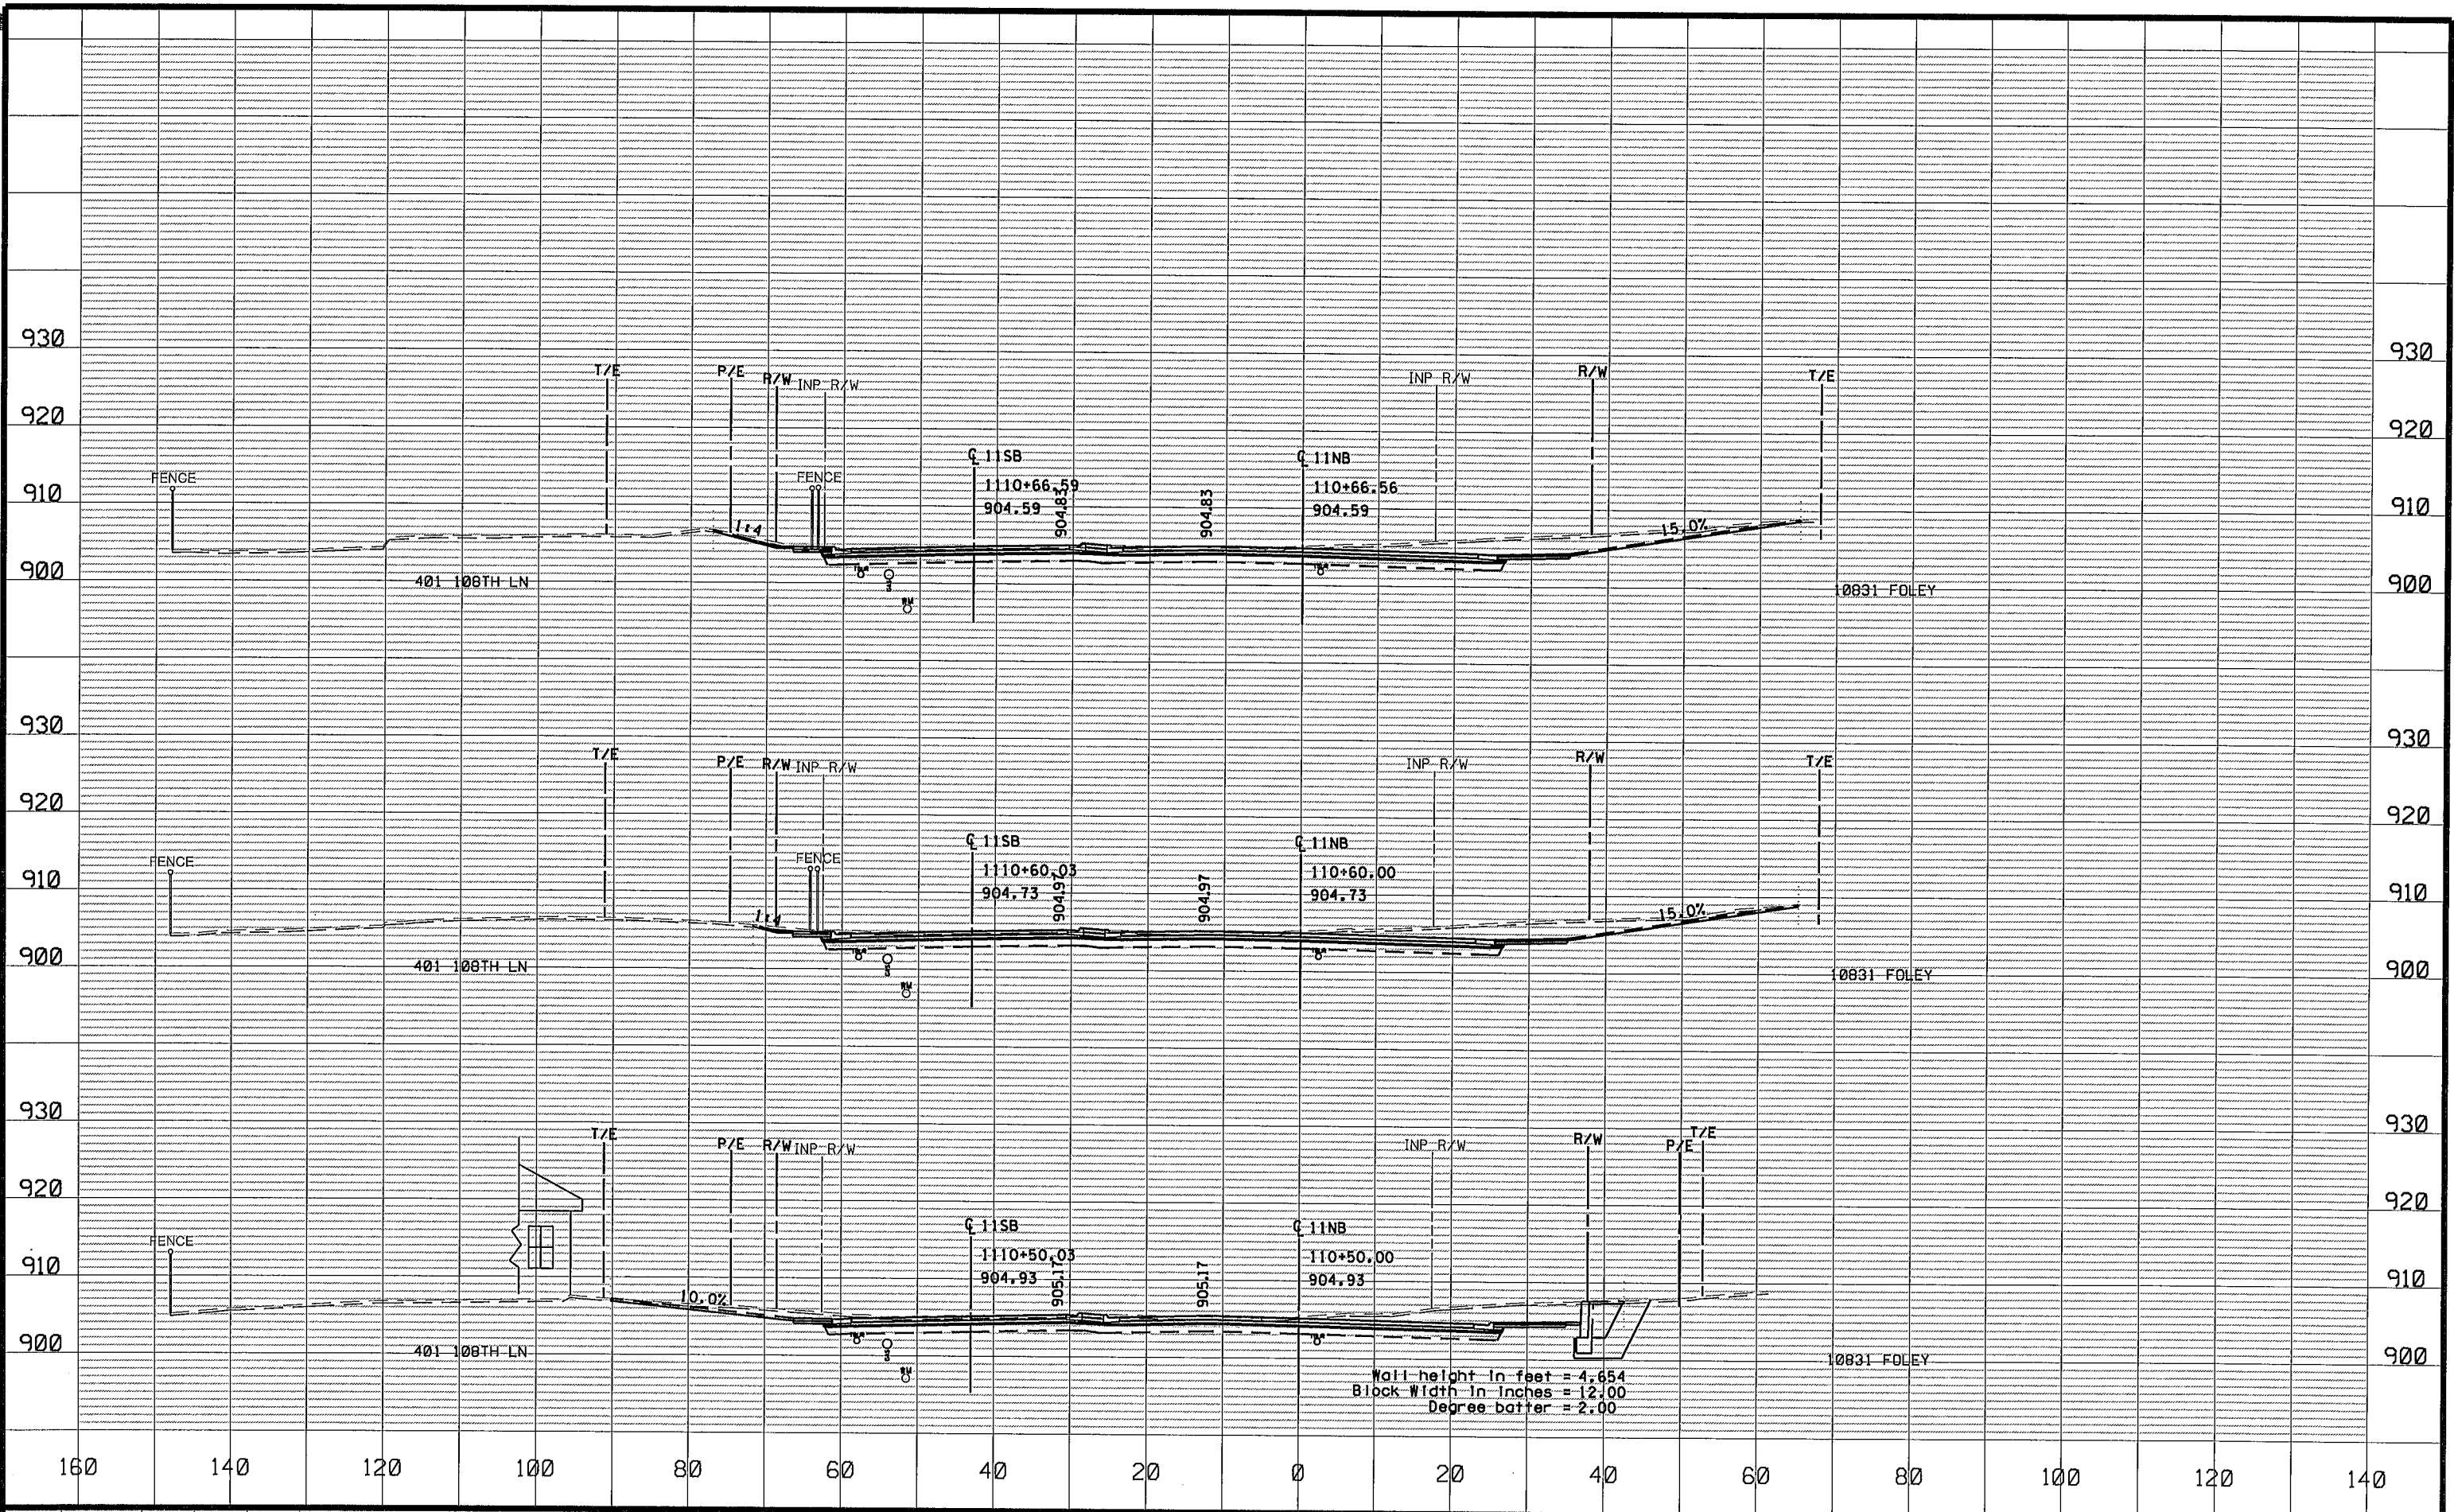 930 930
T/E P/E R/W INP R/W INP R/W R/W T/E
920 920
FENCE FENCE ℄ 11SB ℄ 11NB
1110+66.59 904.83 904.83 110+66.56
910 904.59 904.59 910
1:4 15.0%
900 401 108TH LN 10831 FOLEY 900
930 930
T/E P/E R/W INP R/W INP R/W R/W T/E
920 920
FENCE FENCE ℄ 11SB ℄ 11NB
1110+60.03 904.97 904.97 110+60.00
910 904.73 904.73 910
1:4 15.0%
900 401 108TH LN 10831 FOLEY 900
930 930
T/E P/E R/W INP R/W INP R/W R/W P/E T/E
920 920
FENCE ℄ 11SB ℄ 11NB
1110+50.03 905.17 905.17 110+50.00
910 904.93 904.93 910
10.0%
900 401 108TH LN 10831 FOLEY 900
Wall height in feet = 4.654
Block Width in inches = 12.00
Degree batter = 2.00
160 140 120 100 80 60 40 20 0 20 40 60 80 100 120 140